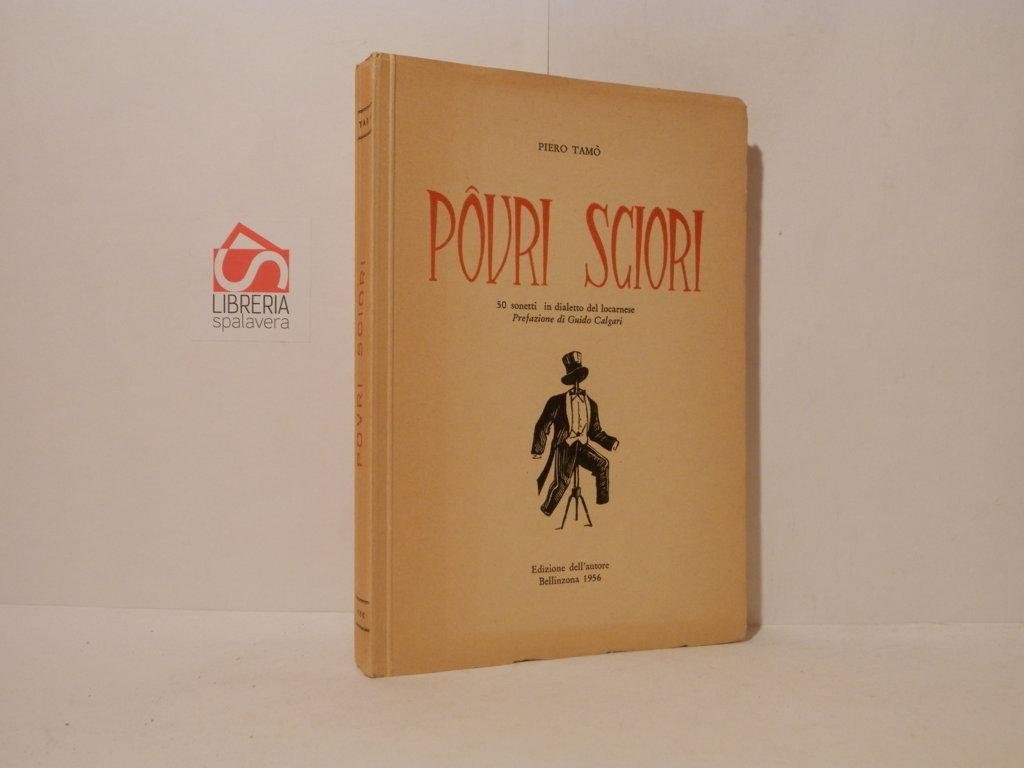 LIBRERIA
spalavera
PÔVRI SCIORI
PIERO TAMÒ
PÔVRI SCIORI
50 sonetti in dialetto del locarnese
Prefazione di Guido Calgari
Edizione dell'autore
Bellinzona 1956